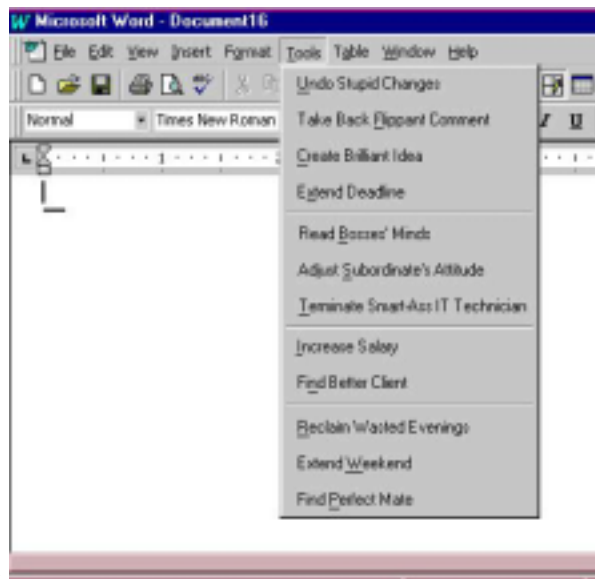 Microsoft Word - Document16
File Edit View Insert Format Tools Table Window Help
Normal Times New Roman I U
1
Undo Stupid Changes
Take Back Flippant Comment
Create Brilliant Idea
Extend Deadline
Read Bosses' Minds
Adjust Subordinate's Attitude
Teminate Smart-Ass IT Technician
Increase Salary
Find Better Client
Reclaim Wasted Evenings
Extend Weekend
Find Perfect Mate